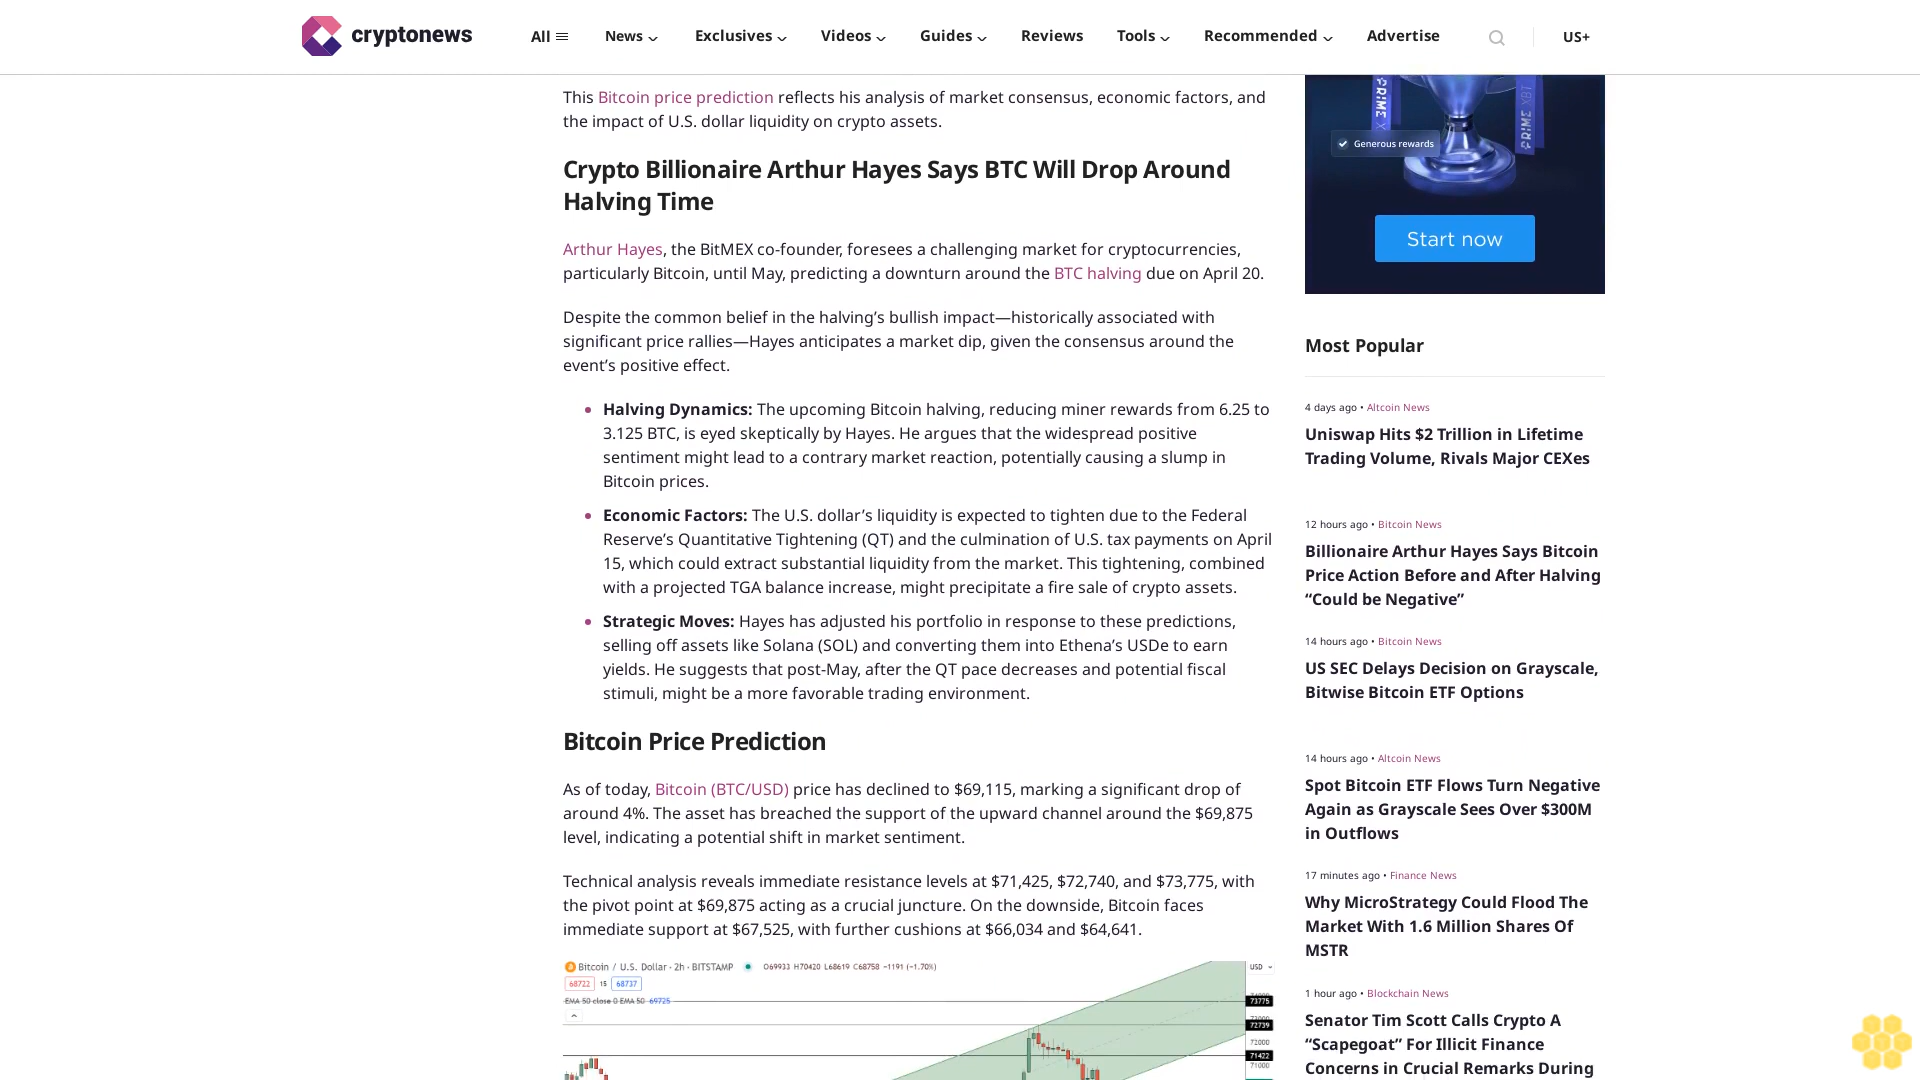 cryptonews
All
News
Exclusives
Videos
Guides
Reviews
Tools
Recommended
Advertise
US+
This Bitcoin price prediction reflects his analysis of market consensus, economic factors, and
the impact of U.S. dollar liquidity on crypto assets.
Crypto Billionaire Arthur Hayes Says BTC Will Drop Around
Halving Time
Arthur Hayes, the BitMEX co-founder, foresees a challenging market for cryptocurrencies,
particularly Bitcoin, until May, predicting a downturn around the BTC halving due on April 20.
Despite the common belief in the halving’s bullish impact—historically associated with
significant price rallies—Hayes anticipates a market dip, given the consensus around the
event’s positive effect.
Halving Dynamics: The upcoming Bitcoin halving, reducing miner rewards from 6.25 to
3.125 BTC, is eyed skeptically by Hayes. He argues that the widespread positive
sentiment might lead to a contrary market reaction, potentially causing a slump in
Bitcoin prices.
Economic Factors: The U.S. dollar’s liquidity is expected to tighten due to the Federal
Reserve’s Quantitative Tightening (QT) and the culmination of U.S. tax payments on April
15, which could extract substantial liquidity from the market. This tightening, combined
with a projected TGA balance increase, might precipitate a fire sale of crypto assets.
Strategic Moves: Hayes has adjusted his portfolio in response to these predictions,
selling off assets like Solana (SOL) and converting them into Ethena’s USDe to earn
yields. He suggests that post-May, after the QT pace decreases and potential fiscal
stimuli, might be a more favorable trading environment.
Bitcoin Price Prediction
As of today, Bitcoin (BTC/USD) price has declined to $69,115, marking a significant drop of
around 4%. The asset has breached the support of the upward channel around the $69,875
level, indicating a potential shift in market sentiment.
Technical analysis reveals immediate resistance levels at $71,425, $72,740, and $73,775, with
the pivot point at $69,875 acting as a crucial juncture. On the downside, Bitcoin faces
immediate support at $67,525, with further cushions at $66,034 and $64,641.
Bitcoin / U.S. Dollar · 2h · BITSTAMP O69933 H70420 L68619 C68758 −1191 (−1.70%)
USD
68722 15 68737
EMA 50 close 0 EMA 50 69725
73775
72739
72000
71422
71000
PRIME X
PRIME XBT
Generous rewards
Start now
Most Popular
4 days ago • Altcoin News
Uniswap Hits $2 Trillion in Lifetime
Trading Volume, Rivals Major CEXes
12 hours ago • Bitcoin News
Billionaire Arthur Hayes Says Bitcoin
Price Action Before and After Halving
“Could be Negative”
14 hours ago • Bitcoin News
US SEC Delays Decision on Grayscale,
Bitwise Bitcoin ETF Options
14 hours ago • Altcoin News
Spot Bitcoin ETF Flows Turn Negative
Again as Grayscale Sees Over $300M
in Outflows
17 minutes ago • Finance News
Why MicroStrategy Could Flood The
Market With 1.6 Million Shares Of
MSTR
1 hour ago • Blockchain News
Senator Tim Scott Calls Crypto A
“Scapegoat” For Illicit Finance
Concerns in Crucial Remarks During